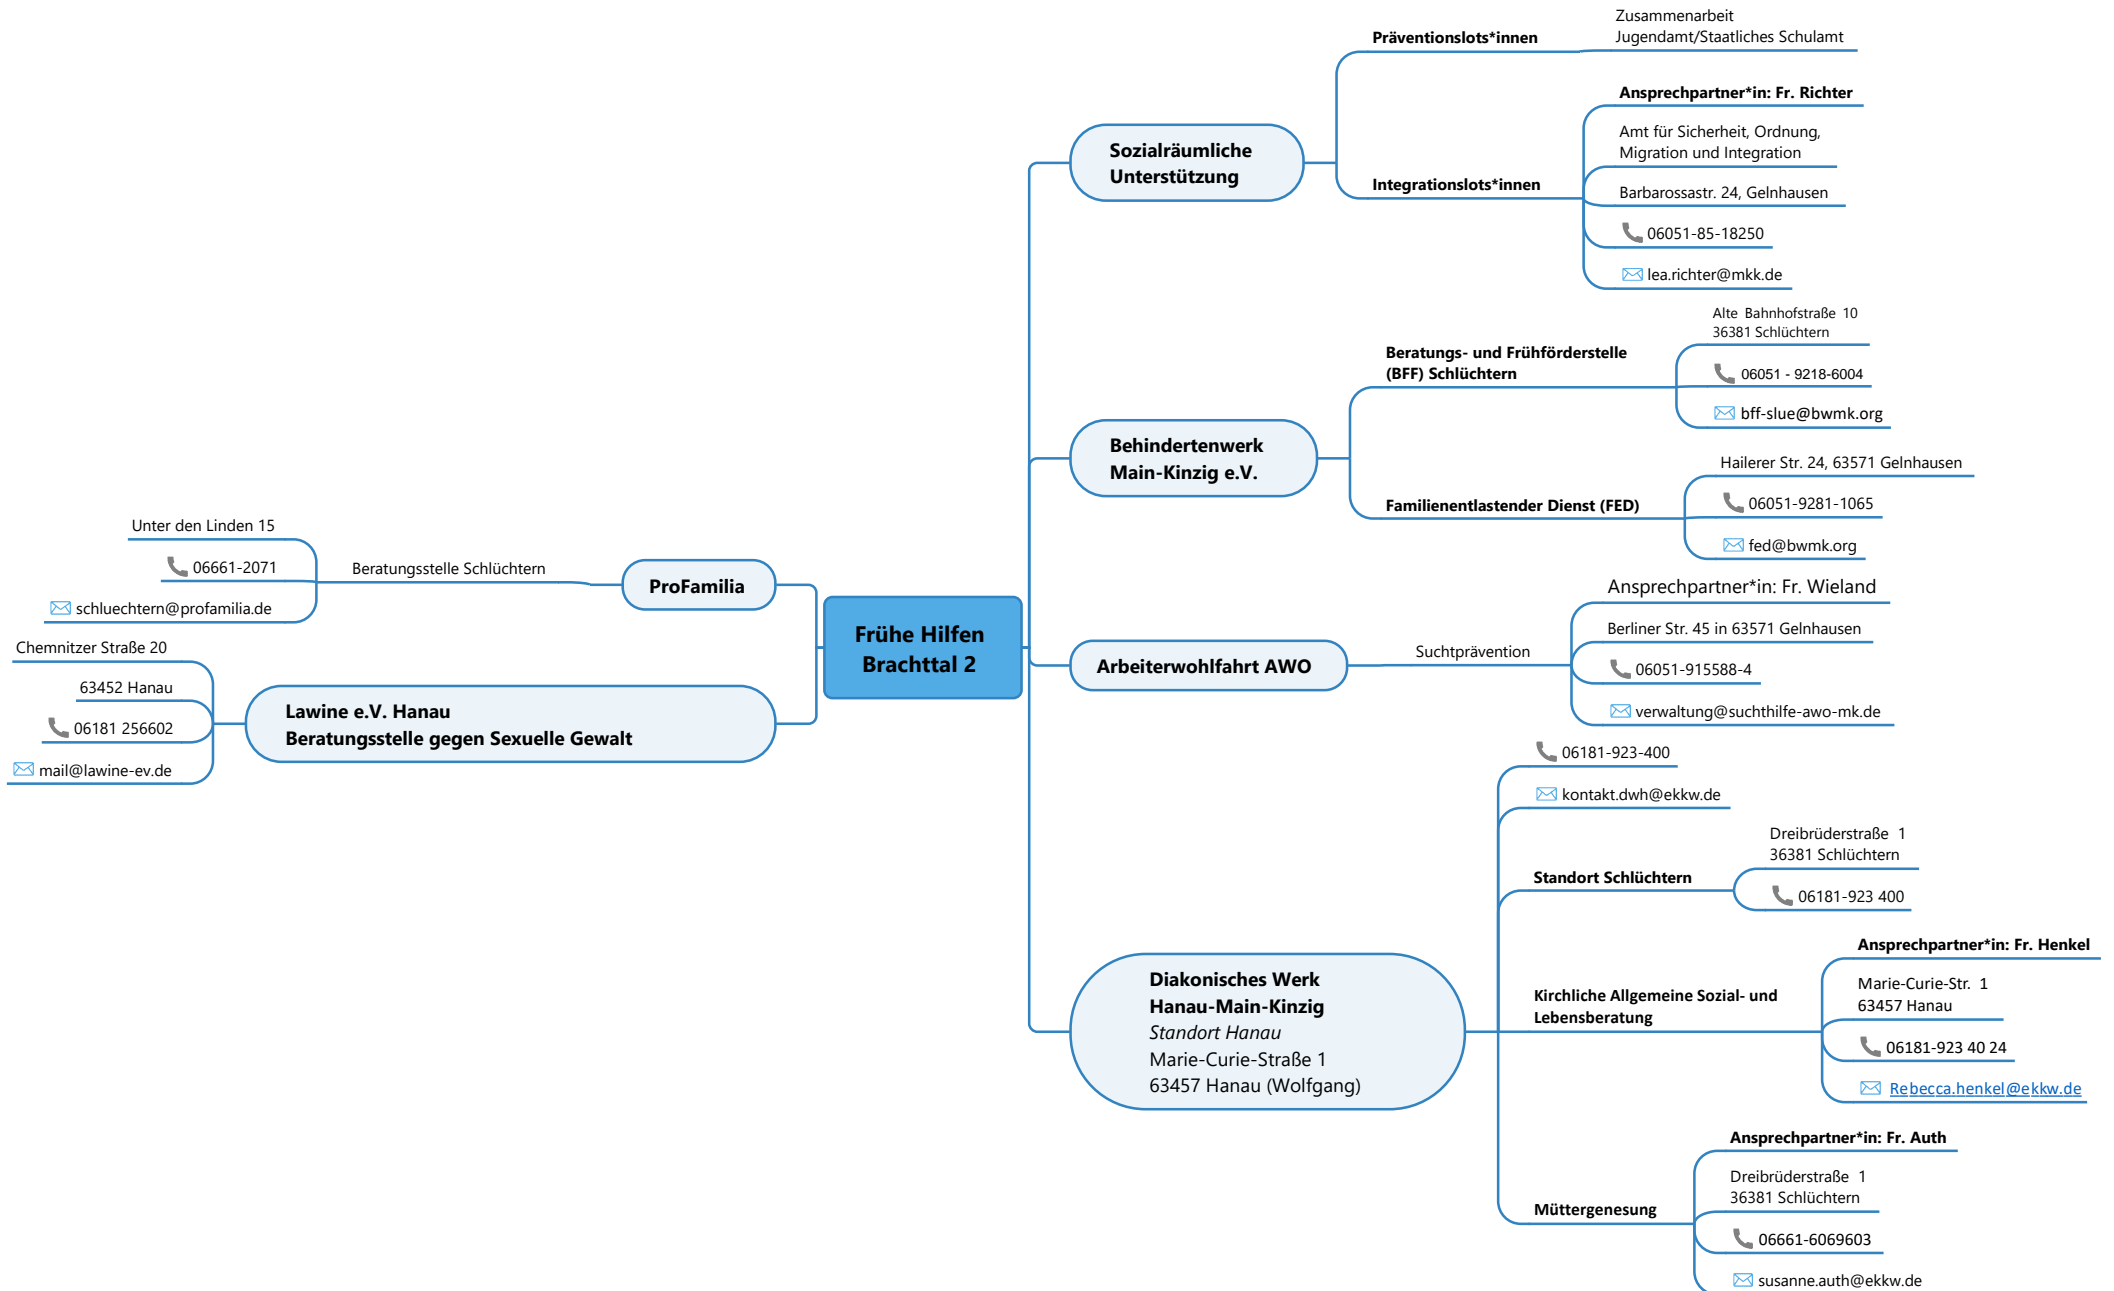 Frühe Hilfen
Brachttal 2
Sozialräumliche
Unterstützung
Präventionslots*innen
Zusammenarbeit
Jugendamt/Staatliches Schulamt
Integrationslots*innen
Ansprechpartner*in: Fr. Richter
Amt für Sicherheit, Ordnung,
Migration und Integration
Barbarossastr. 24, Gelnhausen
06051-85-18250
lea.richter@mkk.de
Behindertenwerk
Main-Kinzig e.V.
Beratungs- und Frühförderstelle
(BFF) Schlüchtern
Alte Bahnhofstraße 10
36381 Schlüchtern
06051 - 9218-6004
bff-slue@bwmk.org
Familienentlastender Dienst (FED)
Hailerer Str. 24, 63571 Gelnhausen
06051-9281-1065
fed@bwmk.org
Arbeiterwohlfahrt AWO
Suchtprävention
Ansprechpartner*in: Fr. Wieland
Berliner Str. 45 in 63571 Gelnhausen
06051-915588-4
verwaltung@suchthilfe-awo-mk.de
Diakonisches Werk
Hanau-Main-Kinzig
Standort Hanau
Marie-Curie-Straße 1
63457 Hanau (Wolfgang)
06181-923-400
kontakt.dwh@ekkw.de
Standort Schlüchtern
Dreibrüderstraße 1
36381 Schlüchtern
06181-923 400
Kirchliche Allgemeine Sozial- und
Lebensberatung
Ansprechpartner*in: Fr. Henkel
Marie-Curie-Str. 1
63457 Hanau
06181-923 40 24
Rebecca.henkel@ekkw.de
Müttergenesung
Ansprechpartner*in: Fr. Auth
Dreibrüderstraße 1
36381 Schlüchtern
06661-6069603
susanne.auth@ekkw.de
ProFamilia
Beratungsstelle Schlüchtern
Unter den Linden 15
06661-2071
schluechtern@profamilia.de
Lawine e.V. Hanau
Beratungsstelle gegen Sexuelle Gewalt
Chemnitzer Straße 20
63452 Hanau
06181 256602
mail@lawine-ev.de